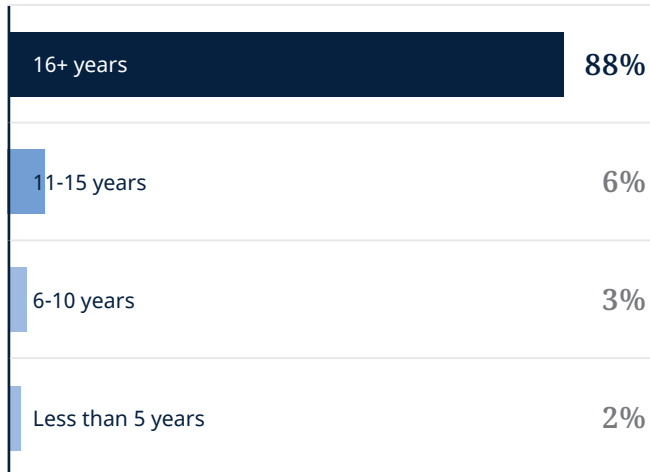 16+ years 88%
11-15 years 6%
6-10 years 3%
Less than 5 years 2%